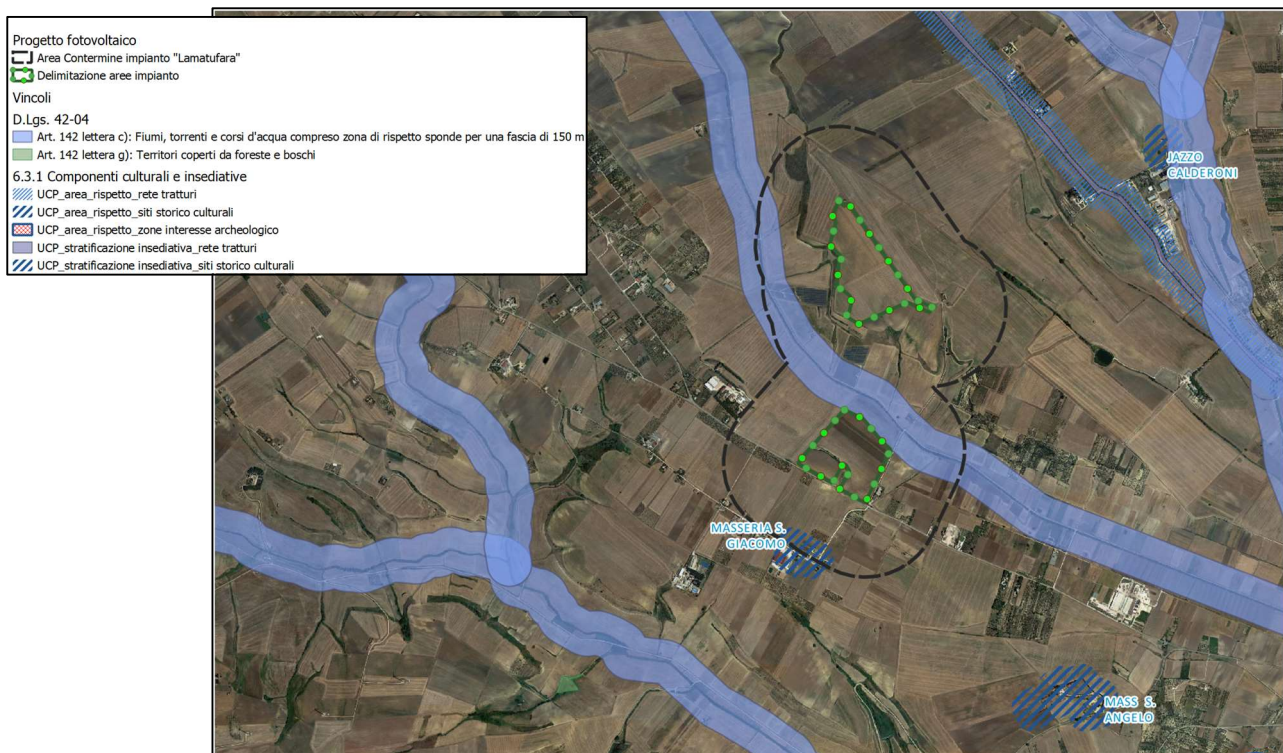 Progetto fotovoltaico
Area Contermine impianto "Lamatufara"
Delimitazione aree impianto
Vincoli
D.Lgs. 42-04
Art. 142 lettera c): Fiumi, torrenti e corsi d'acqua compreso zona di rispetto sponde per una fascia di 150 m
Art. 142 lettera g): Territori coperti da foreste e boschi
6.3.1 Componenti culturali e insediative
UCP_area_rispetto_rete tratturi
UCP_area_rispetto_siti storico culturali
UCP_area_rispetto_zone interesse archeologico
UCP_stratificazione insediativa_rete tratturi
UCP_stratificazione insediativa_siti storico culturali
JAZZO
CALDERONI
MASSERIA S.
GIACOMO
MASS S.
ANGELO